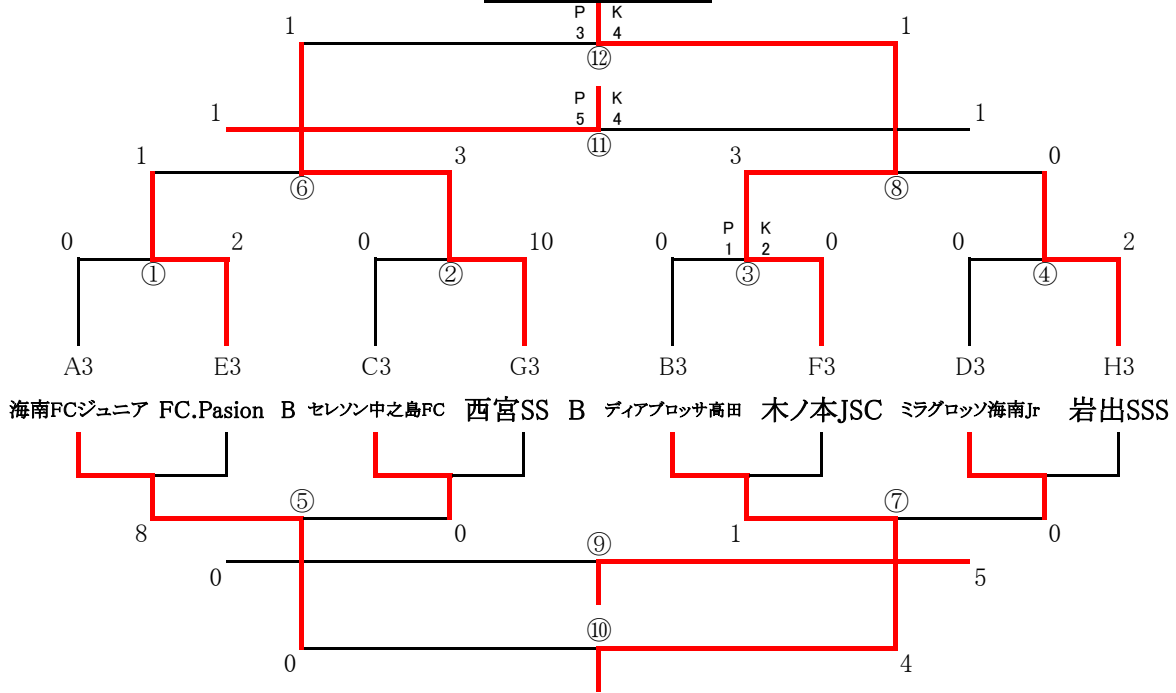 P K
1 3 4 1
⑫
P K
1 5 4 1
⑪
1 3 3 0
⑥ ⑧
0 2 0 10 0 P K 0 0 2
1 2
① ② ③ ④
A3 E3 C3 G3 B3 F3 D3 H3
海南FCジュニア FC.Pasion B セレソン中之島FC 西宮SS B ディアブロッサ高田 木ノ本JSC ミラグロッソ海南Jr 岩出SSS
⑤ ⑦
8 0 1 0
⑨
0 5
⑩
0 4